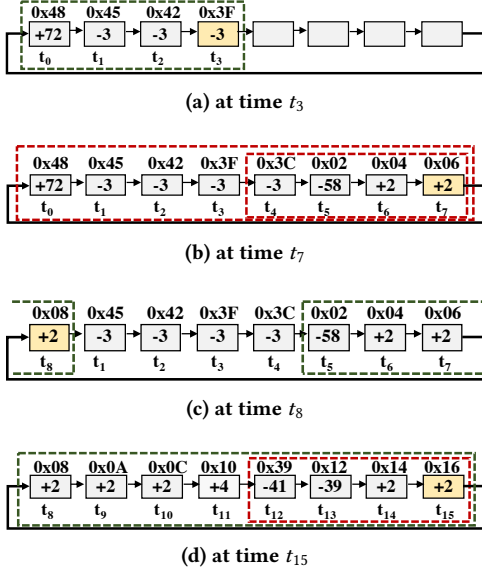 0x48 0x45 0x42 0x3F
+72 -3 -3 -3
t0 t1 t2 t3
(a) at time t3
0x48 0x45 0x42 0x3F 0x3C 0x02 0x04 0x06
+72 -3 -3 -3 -3 -58 +2 +2
t0 t1 t2 t3 t4 t5 t6 t7
(b) at time t7
0x08 0x45 0x42 0x3F 0x3C 0x02 0x04 0x06
+2 -3 -3 -3 -3 -58 +2 +2
t8 t1 t2 t3 t4 t5 t6 t7
(c) at time t8
0x08 0x0A 0x0C 0x10 0x39 0x12 0x14 0x16
+2 +2 +2 +4 -41 -39 +2 +2
t8 t9 t10 t11 t12 t13 t14 t15
(d) at time t15